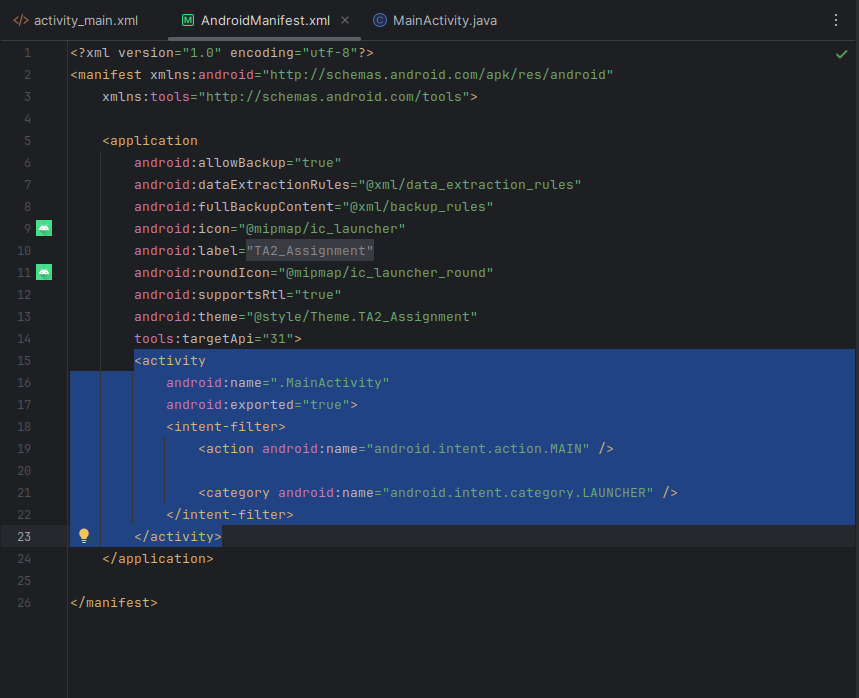 </> activity_main.xml
M AndroidManifest.xml ×
C MainActivity.java
1 <?xml version="1.0" encoding="utf-8"?>
2 <manifest xmlns:android="http://schemas.android.com/apk/res/android"
3     xmlns:tools="http://schemas.android.com/tools">
4
5     <application
6         android:allowBackup="true"
7         android:dataExtractionRules="@xml/data_extraction_rules"
8         android:fullBackupContent="@xml/backup_rules"
9         android:icon="@mipmap/ic_launcher"
10         android:label="TA2_Assignment"
11         android:roundIcon="@mipmap/ic_launcher_round"
12         android:supportsRtl="true"
13         android:theme="@style/Theme.TA2_Assignment"
14         tools:targetApi="31">
15         <activity
16             android:name=".MainActivity"
17             android:exported="true">
18             <intent-filter>
19                 <action android:name="android.intent.action.MAIN" />
20
21                 <category android:name="android.intent.category.LAUNCHER" />
22             </intent-filter>
23         </activity>
24     </application>
25
26 </manifest>